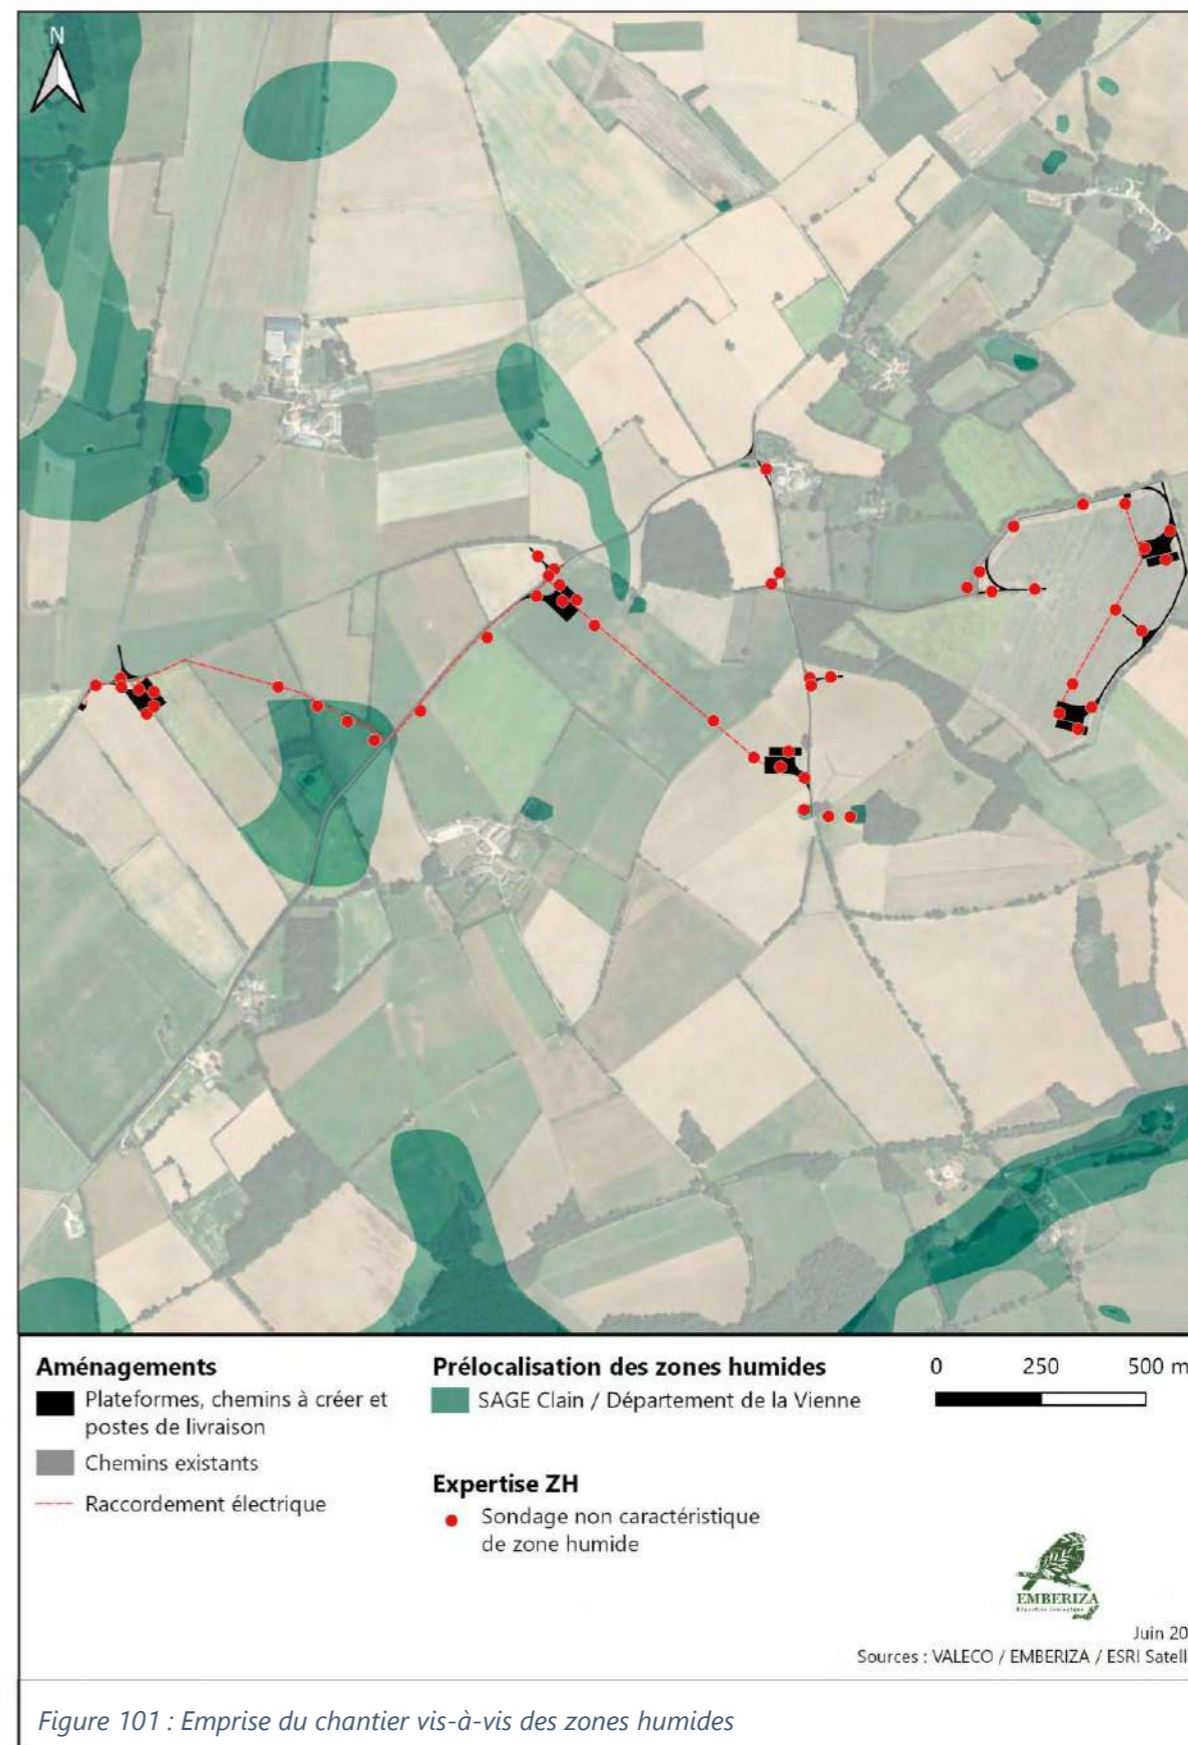 N
Aménagements
Plateformes, chemins à créer et
postes de livraison
Chemins existants
Raccordement électrique
Prélocalisation des zones humides
SAGE Clain / Département de la Vienne
Expertise ZH
Sondage non caractéristique
de zone humide
0 250 500 m
EMBERIZA
Juin 20
Sources : VALECO / EMBERIZA / ESRI Satell
Figure 101 : Emprise du chantier vis-à-vis des zones humides